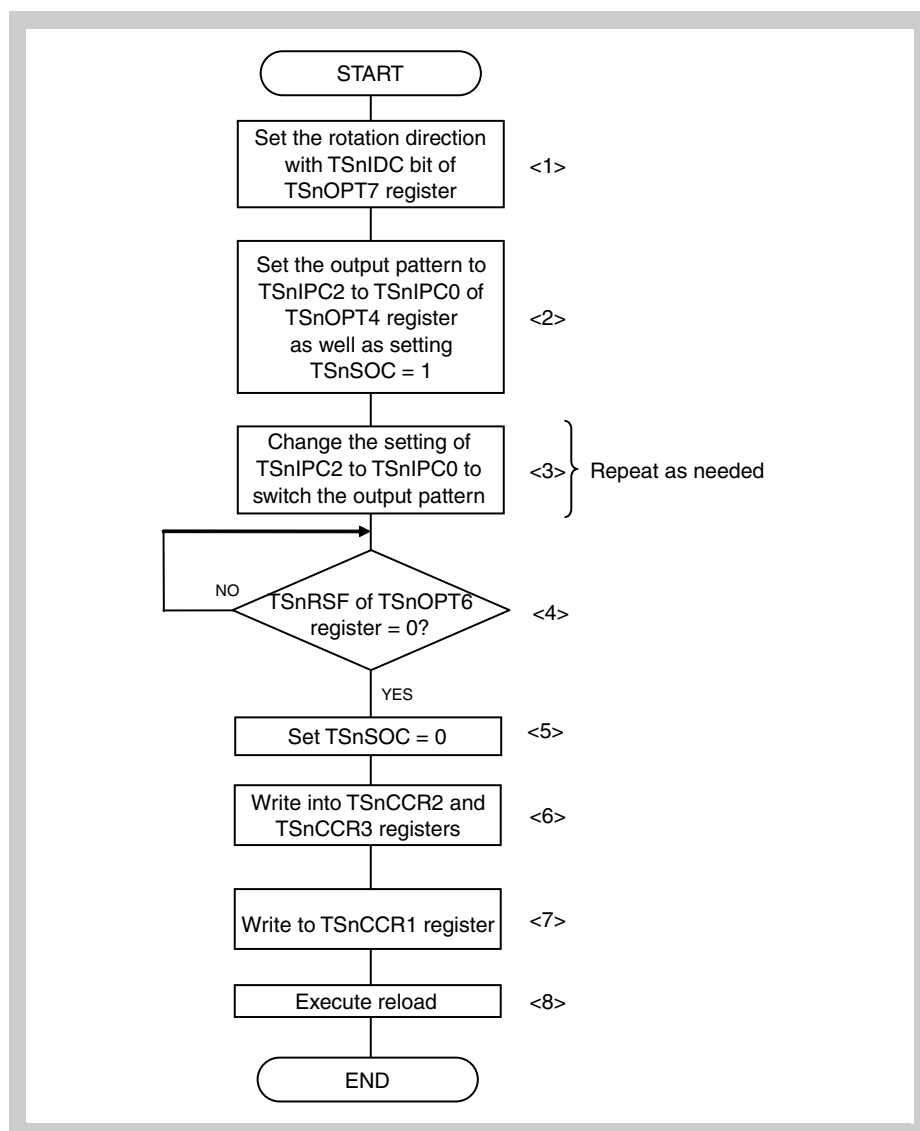 START
Set the rotation direction
with TSnIDC bit of
TSnOPT7 register
<1>
Set the output pattern to
TSnIPC2 to TSnIPC0 of
TSnOPT4 register
as well as setting
TSnSOC = 1
<2>
Change the setting of
TSnIPC2 to TSnIPC0 to
switch the output pattern
<3>
Repeat as needed
NO
TSnRSF of TSnOPT6
register = 0?
<4>
YES
Set TSnSOC = 0
<5>
Write into TSnCCR2 and
TSnCCR3 registers
<6>
Write to TSnCCR1 register
<7>
Execute reload
<8>
END